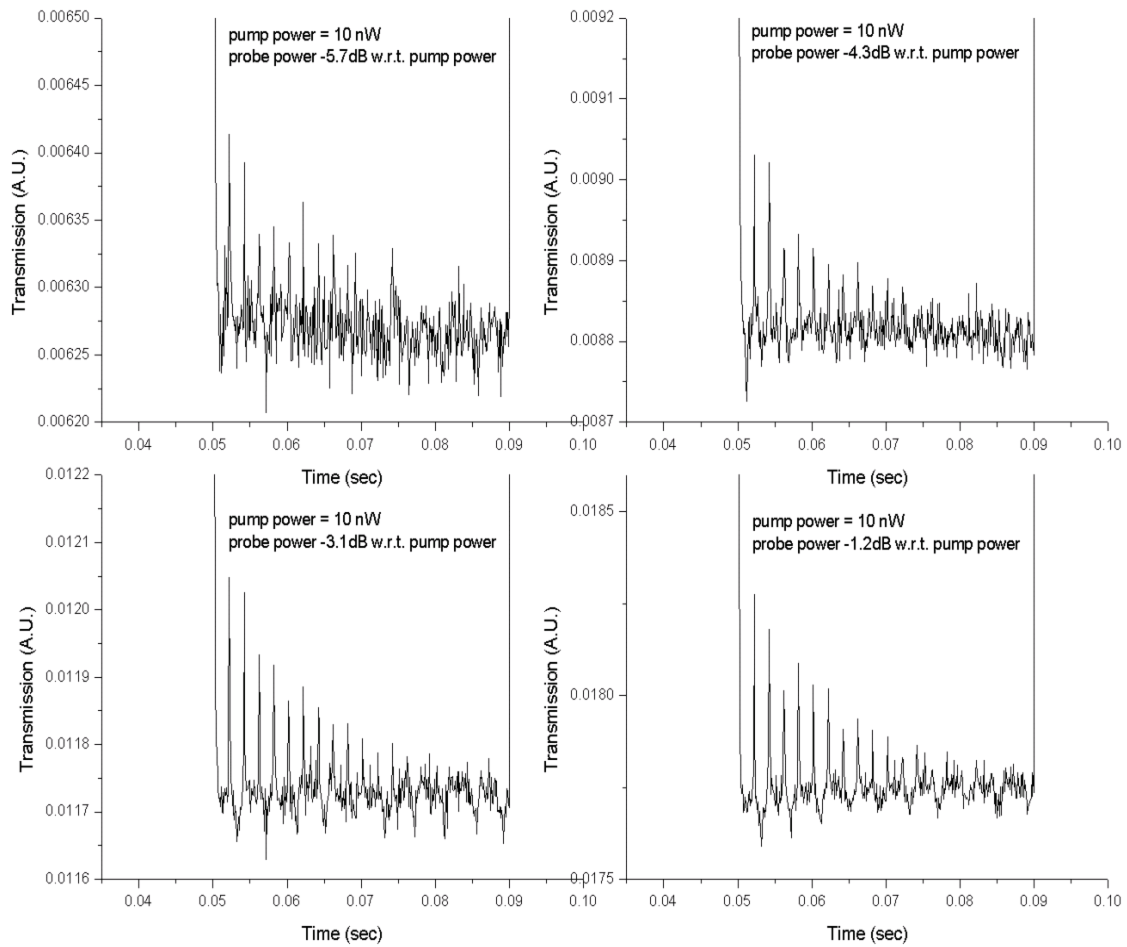 0.00650
pump power = 10 nW
probe power -5.7dB w.r.t. pump power
0.00645
0.00640
0.00635
0.00630
0.00625
0.00620
Transmission (A.U.)
0.04 0.05 0.06 0.07 0.08 0.09 0.10
Time (sec)
0.0092
pump power = 10 nW
probe power -4.3dB w.r.t. pump power
0.0091
0.0090
0.0089
0.0088
0.0087
Transmission (A.U.)
0.04 0.05 0.06 0.07 0.08 0.09 0.10
Time (sec)
0.0122
pump power = 10 nW
probe power -3.1dB w.r.t. pump power
0.0121
0.0120
0.0119
0.0118
0.0117
0.0116
Transmission (A.U.)
0.04 0.05 0.06 0.07 0.08 0.09 0.10
Time (sec)
0.0185
pump power = 10 nW
probe power -1.2dB w.r.t. pump power
0.0180
0.0175
Transmission (A.U.)
0.04 0.05 0.06 0.07 0.08 0.09 0.10
Time (sec)